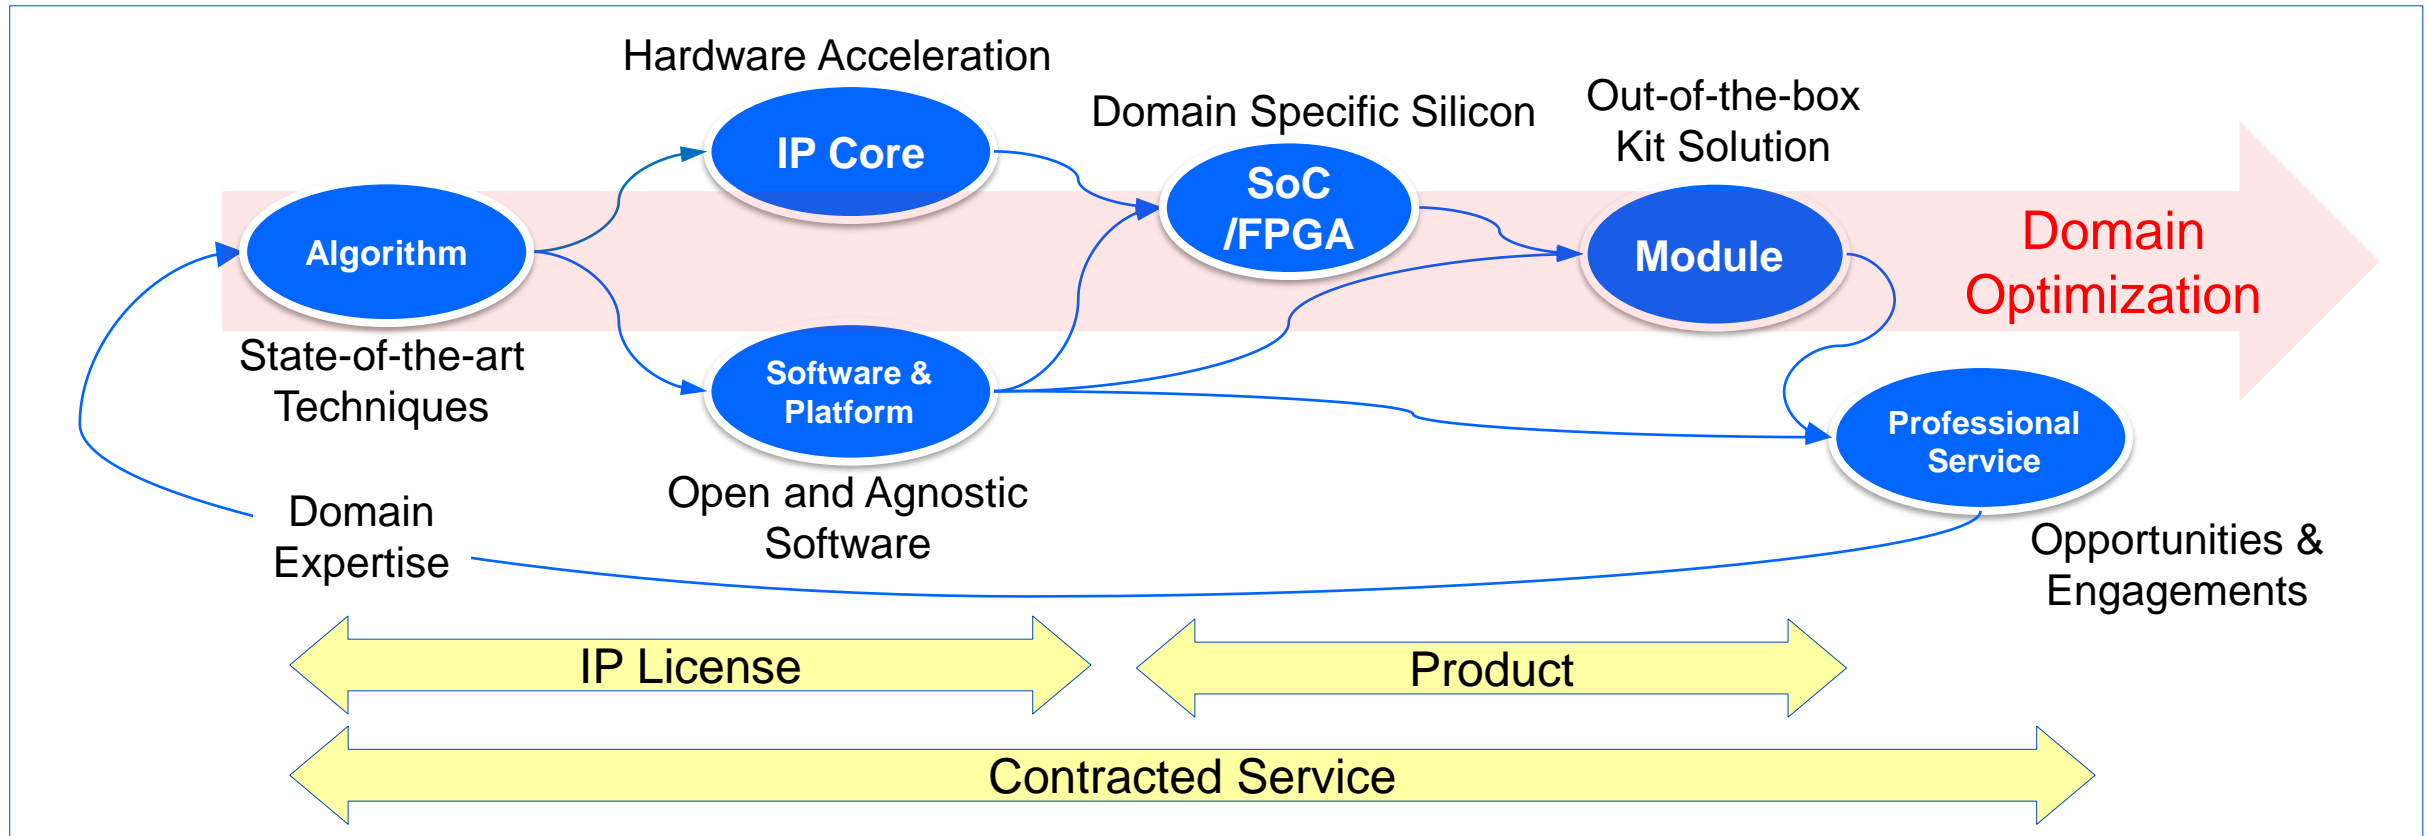 Hardware Acceleration
IP Core
Domain Specific Silicon
SoC
/FPGA
Out-of-the-box
Kit Solution
Module
Domain
Optimization
Algorithm
State-of-the-art
Techniques
Software &
Platform
Open and Agnostic
Software
Professional
Service
Opportunities &
Engagements
Domain
Expertise
IP License
Product
Contracted Service